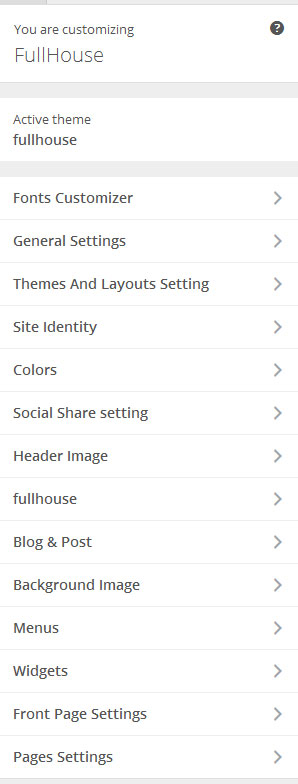 You are customizing
FullHouse
Active theme
fullhouse
Fonts Customizer
General Settings
Themes And Layouts Setting
Site Identity
Colors
Social Share setting
Header Image
fullhouse
Blog & Post
Background Image
Menus
Widgets
Front Page Settings
Pages Settings